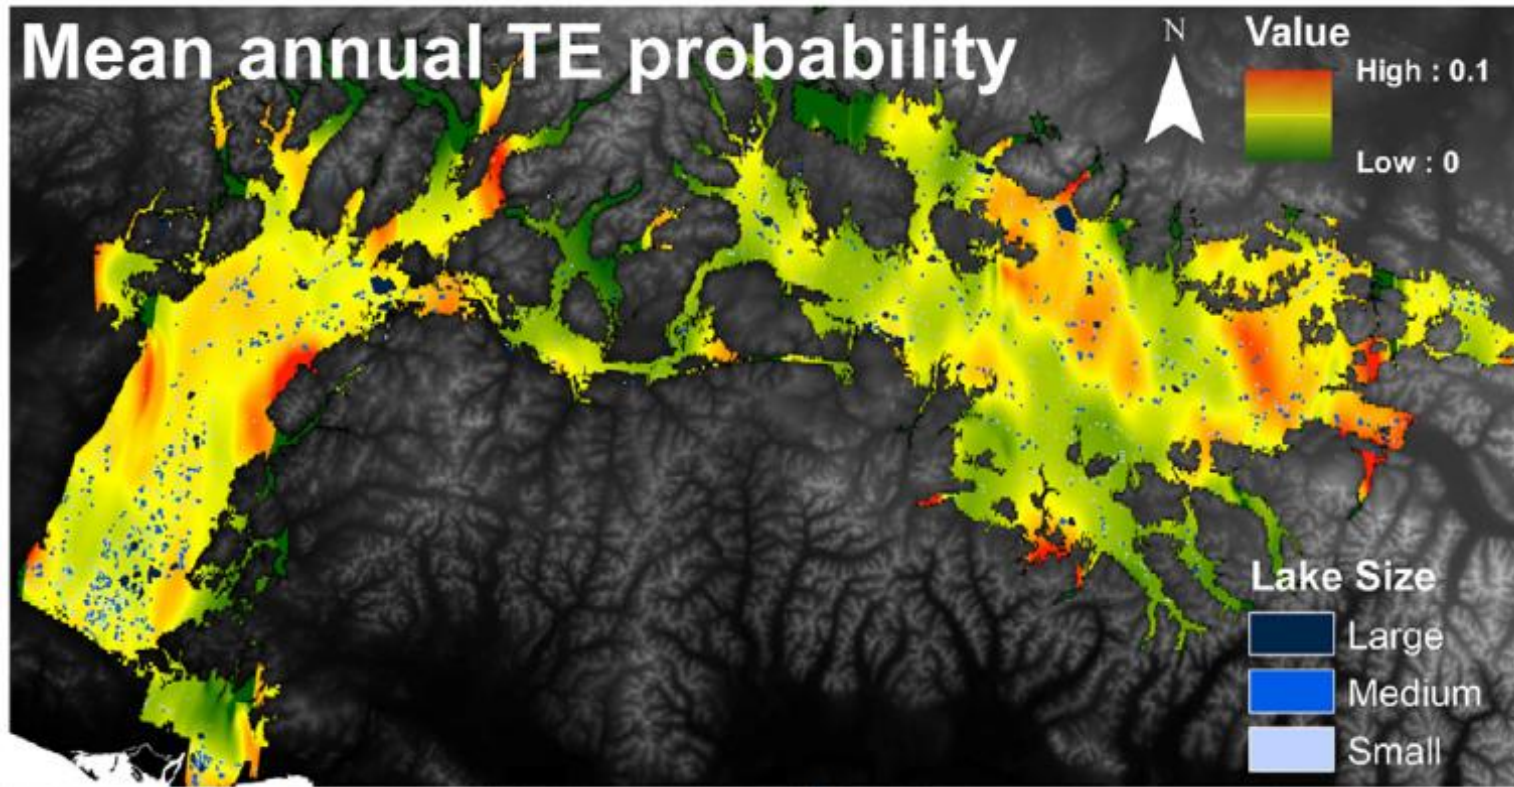 Mean annual TE probability
N
Value
High : 0.1
Low : 0
Lake Size
Large
Medium
Small